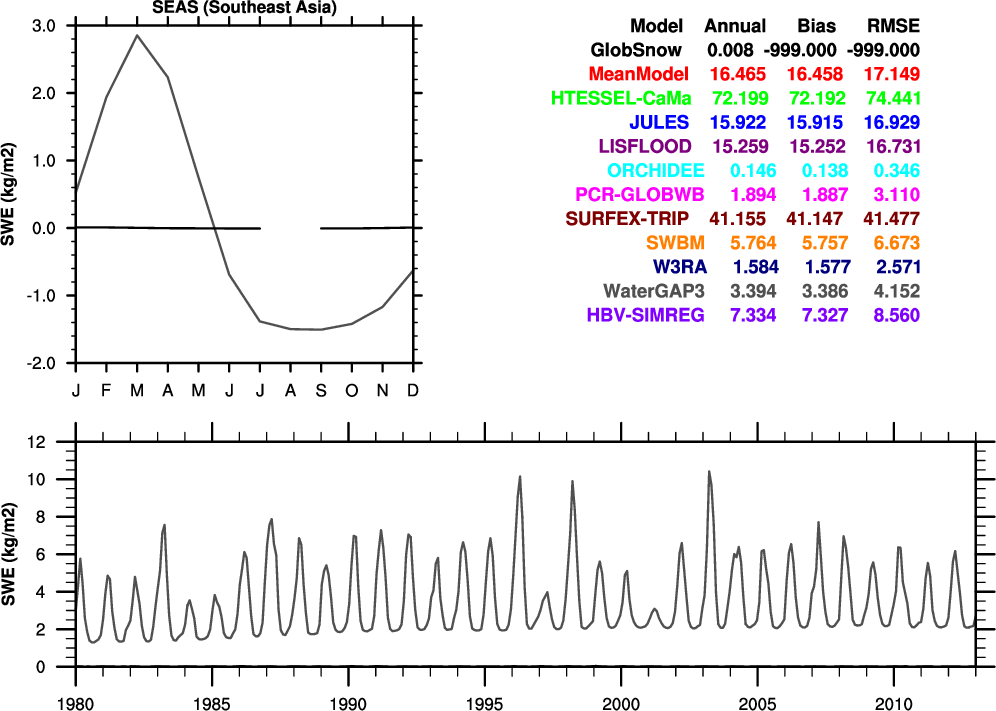 SEAS (Southeast Asia)
3.0
2.0
1.0
0.0
-1.0
-2.0
SWE (kg/m2)
J F M A M J J A S O N D
Model Annual Bias RMSE
GlobSnow 0.008 -999.000 -999.000
MeanModel 16.465 16.458 17.149
HTESSEL-CaMa 72.199 72.192 74.441
JULES 15.922 15.915 16.929
LISFLOOD 15.259 15.252 16.731
ORCHIDEE 0.146 0.138 0.346
PCR-GLOBWB 1.894 1.887 3.110
SURFEX-TRIP 41.155 41.147 41.477
SWBM 5.764 5.757 6.673
W3RA 1.584 1.577 2.571
WaterGAP3 3.394 3.386 4.152
HBV-SIMREG 7.334 7.327 8.560
12
10
8
6
4
2
0
SWE (kg/m2)
1980 1985 1990 1995 2000 2005 2010